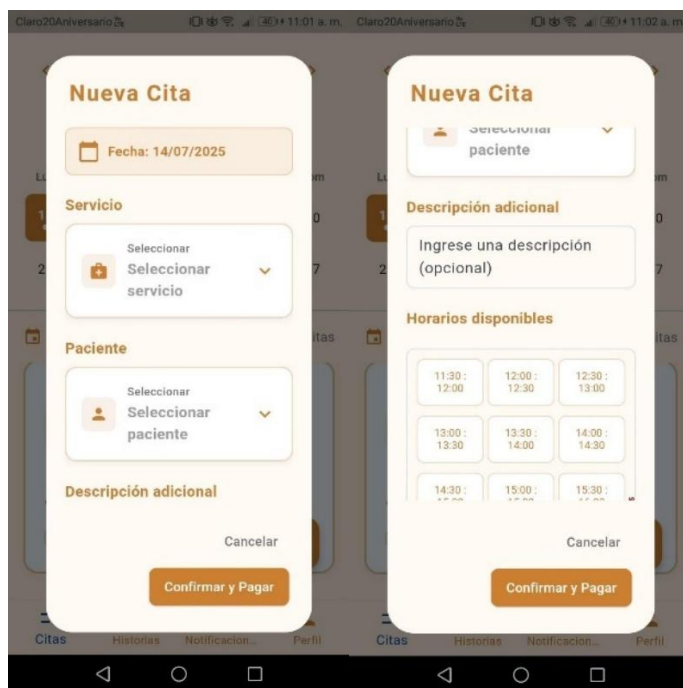 Claro20Aniversario 46 11:01 a. m.
Nueva Cita
Fecha: 14/07/2025
Servicio
Seleccionar
Seleccionar
servicio
Paciente
Seleccionar
Seleccionar
paciente
Descripción adicional
Cancelar
Confirmar y Pagar
Citas Historias Notificacion... Perfil
Claro20Aniversario 46 11:02 a. m.
Nueva Cita
Seleccionar
paciente
Descripción adicional
Ingrese una descripción
(opcional)
Horarios disponibles
11:30 :
12:00
12:00 :
12:30
12:30 :
13:00
13:00 :
13:30
13:30 :
14:00
14:00 :
14:30
14:30 :
15:00 :
15:30 :
Cancelar
Confirmar y Pagar
Citas Historias Notificacion... Perfil